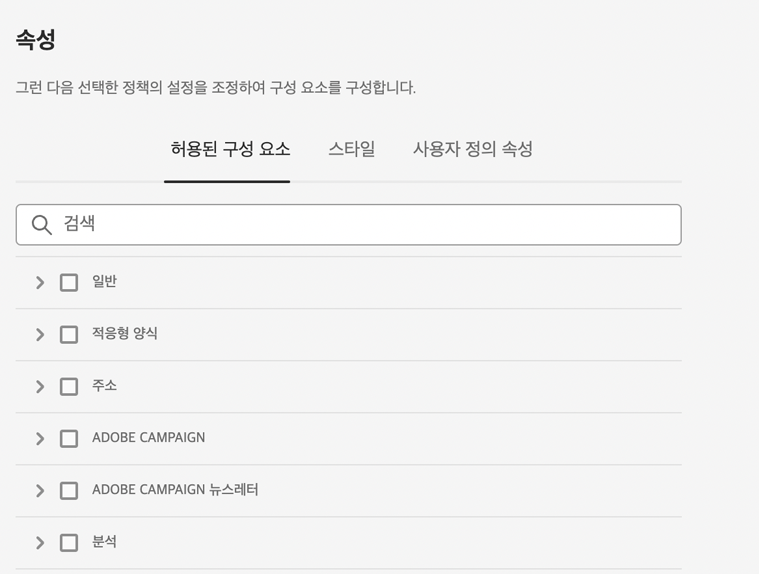 속성
그런 다음 선택한 정책의 설정을 조정하여 구성 요소를 구성합니다.
허용된 구성 요소 스타일 사용자 정의 속성
검색
일반
적응형 양식
주소
ADOBE CAMPAIGN
ADOBE CAMPAIGN 뉴스레터
분석